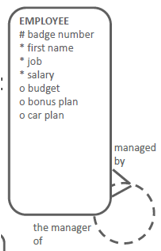 EMPLOYEE
# badge number
* first name
* job
* salary
o budget
o bonus plan
o car plan
managed
by
the manager
of